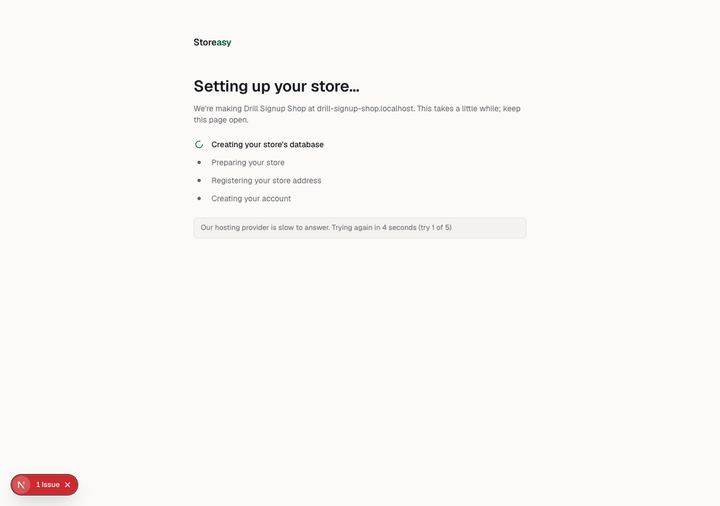 Storeasy
Setting up your store...
We're making Drill Signup Shop at drill-signup-shop.localhost. This takes a little while; keep
this page open.
Creating your store's database
Preparing your store
Registering your store address
Creating your account
Our hosting provider is slow to answer. Trying again in 4 seconds (try 1 of 5)
N 1 Issue ×